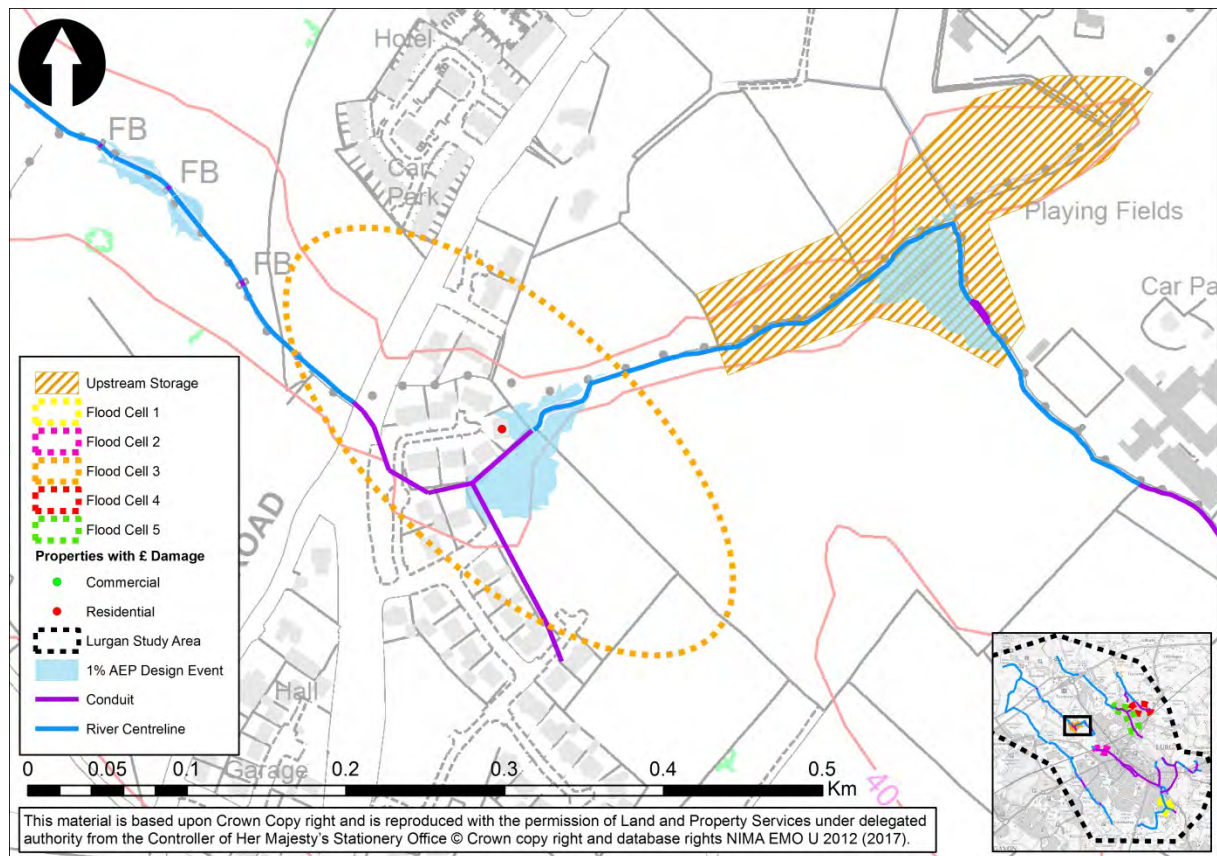 Hotel
FB
FB
Car
Park
Playing Fields
FB
Car Pa
ROAD
Upstream Storage
Flood Cell 1
Flood Cell 2
Flood Cell 3
Flood Cell 4
Flood Cell 5
Properties with £ Damage
Commercial
Residential
Lurgan Study Area
1% AEP Design Event
Conduit
River Centreline
Hall
Garage
40
0 0.05 0.1 0.2 0.3 0.4 0.5
Km
This material is based upon Crown Copy right and is reproduced with the permission of Land and Property Services under delegated
authority from the Controller of Her Majesty's Stationery Office © Crown copy right and database rights NIMA EMO U 2012 (2017).